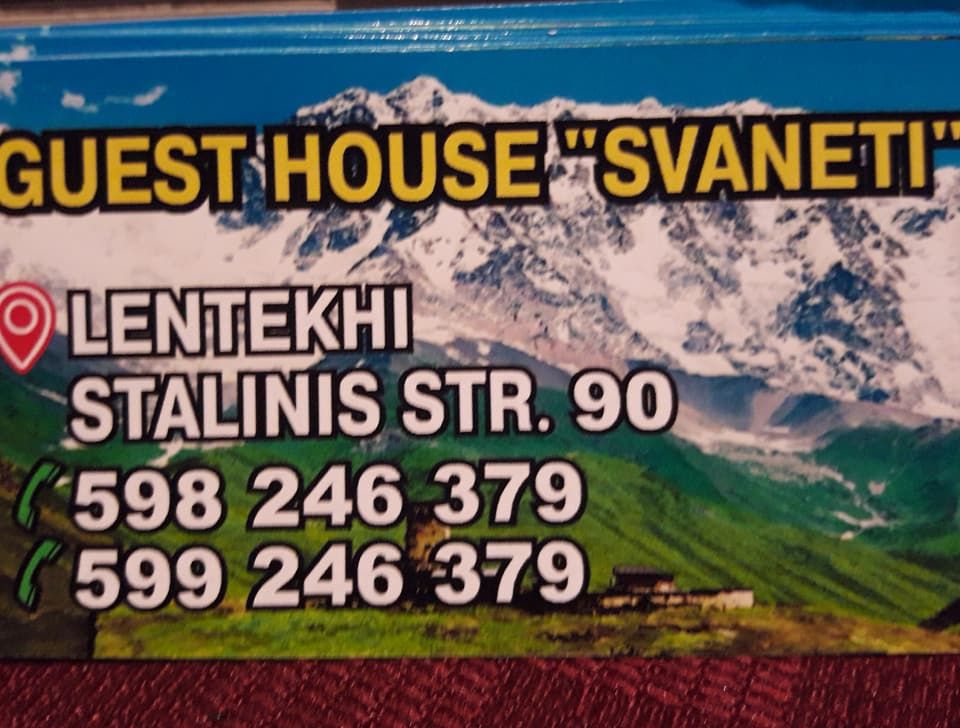 GUEST HOUSE "SVANETI"
LENTEKHI
STALINIS STR. 90
598 246 379
599 246 379